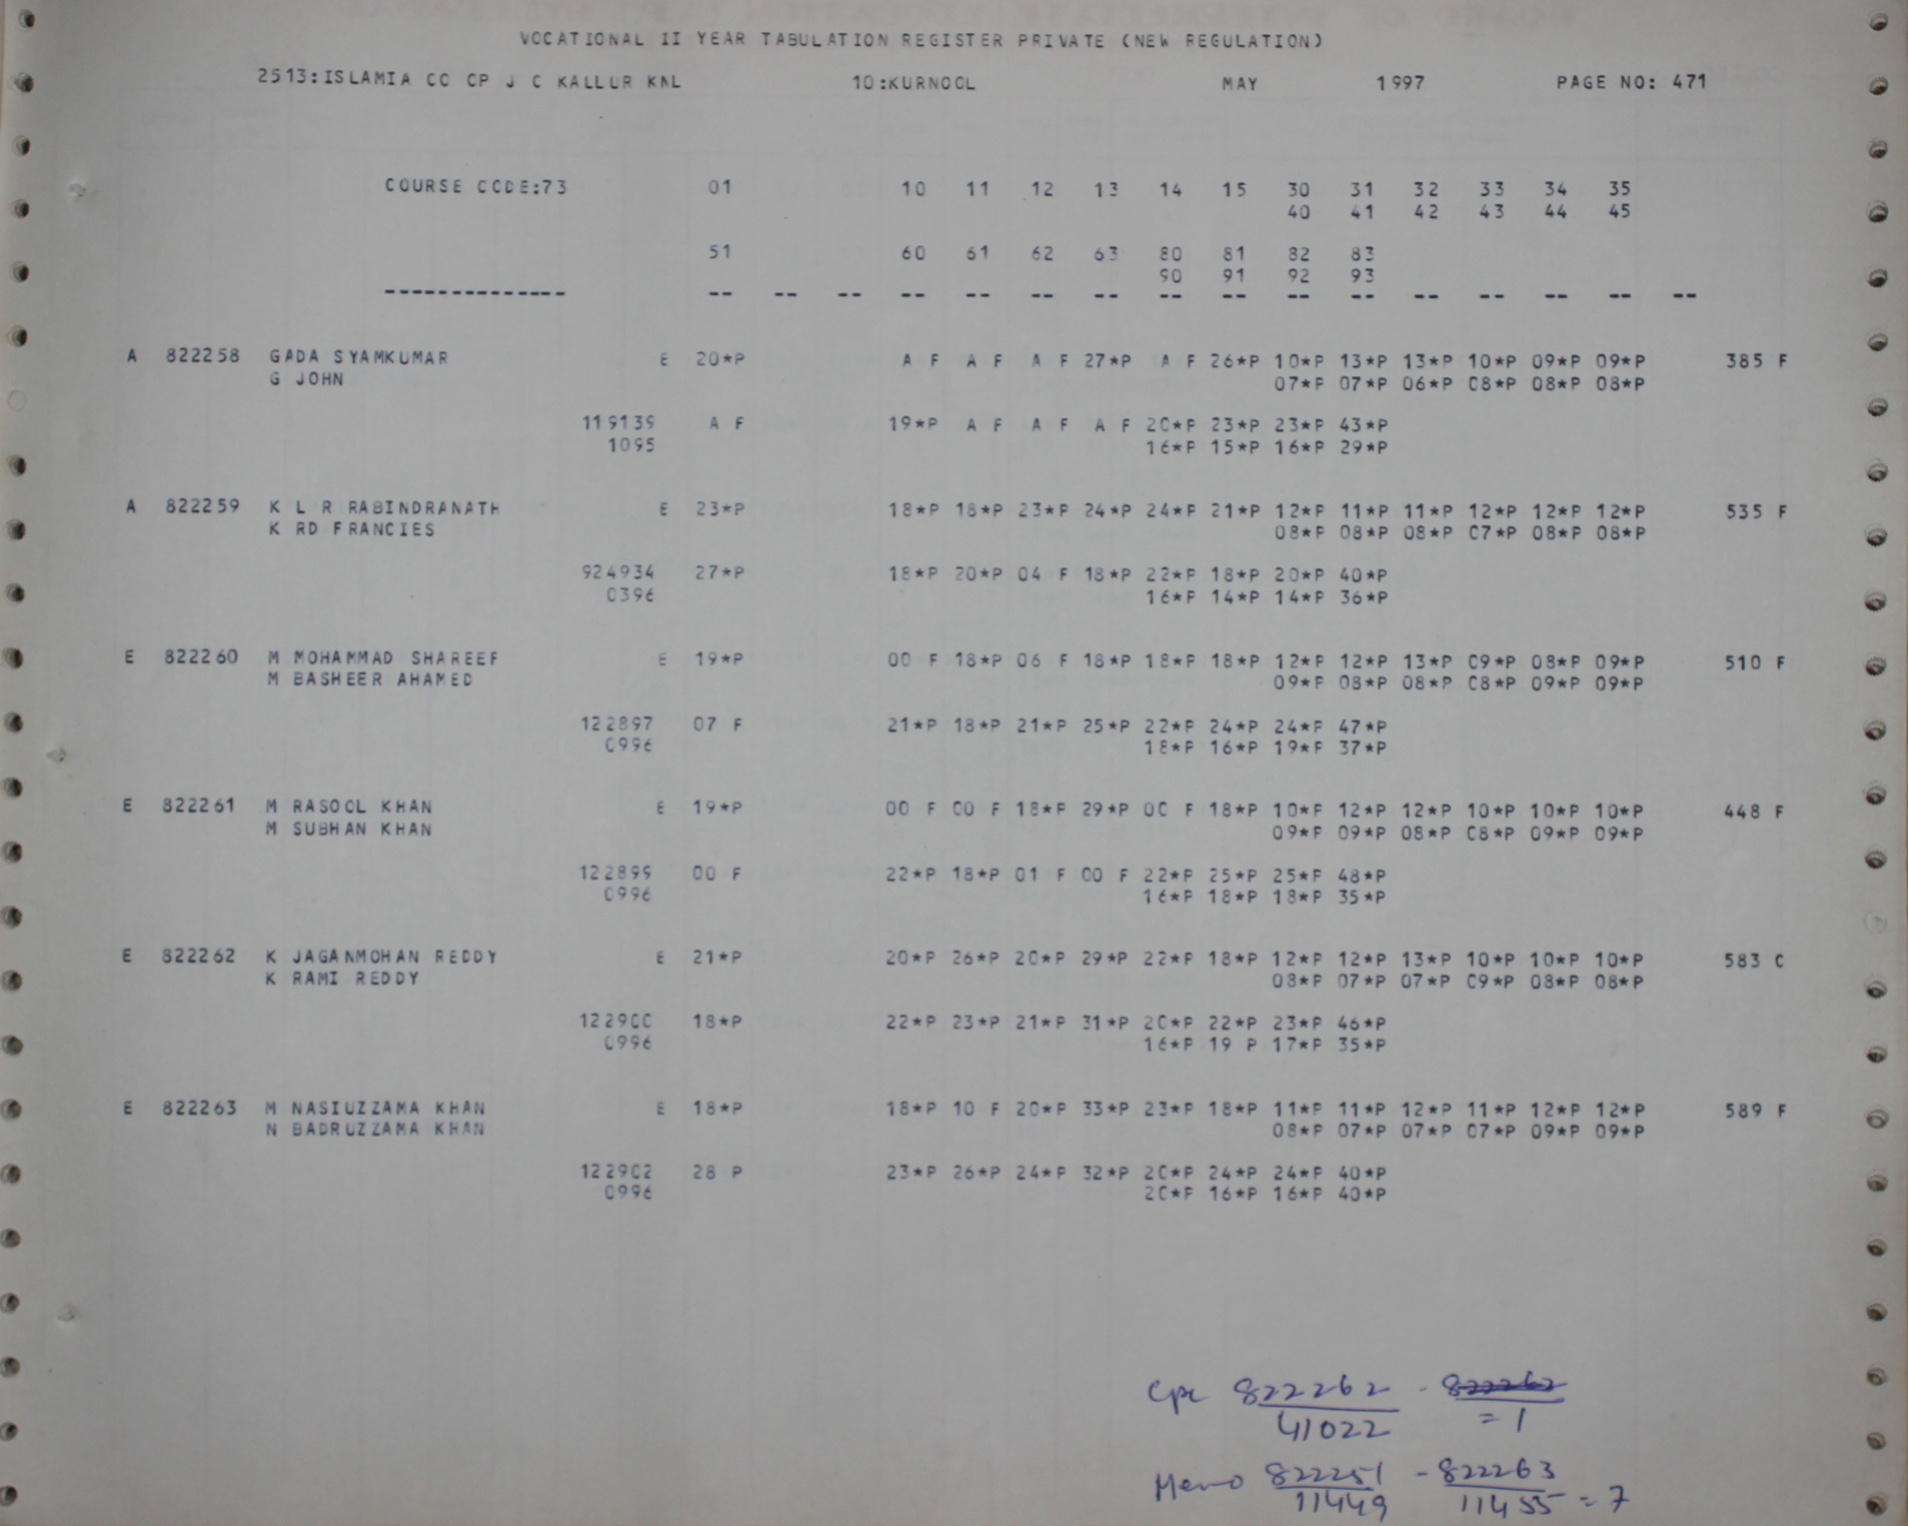 VOCATIONAL II YEAR TABULATION REGISTER PRIVATE (NEW REGULATION)
2513:ISLAMIA CO OP J C KALLUR KNL 10:KURNOOL MAY 1997 PAGE NO: 471
COURSE CODE:73 01 10 11 12 13 14 15 30 31 32 33 34 35
40 41 42 43 44 45
51 60 61 62 63 80 81 82 83
90 91 92 93
-------------- -- -- -- -- -- -- -- -- -- -- -- -- -- -- -- --
A 822258 GADA SYAMKUMAR E 20*P A F A F A F 27*P A F 26*P 10*P 13*P 13*P 10*P 09*P 09*P 385 F
G JOHN 07*P 07*P 06*P 08*P 08*P 08*P
119139 A F 19*P A F A F A F 20*P 23*P 23*P 43*P
1095 16*P 15*P 16*P 29*P
A 822259 K L R RABINDRANATH E 23*P 18*P 18*P 23*P 24*P 24*P 21*P 12*P 11*P 11*P 12*P 12*P 12*P 535 F
K RD FRANCIES 08*P 08*P 08*P 07*P 08*P 08*P
924934 27*P 18*P 20*P 04 F 18*P 22*P 18*P 20*P 40*P
0396 16*P 14*P 14*P 36*P
E 822260 M MOHAMMAD SHAREEF E 19*P 00 F 18*P 06 F 18*P 18*P 18*P 12*P 12*P 13*P 09*P 08*P 09*P 510 F
M BASHEER AHAMED 09*P 08*P 08*P 08*P 09*P 09*P
122897 07 F 21*P 18*P 21*P 25*P 22*P 24*P 24*P 47*P
0996 18*P 16*P 19*P 37*P
E 822261 M RASOOL KHAN E 19*P 00 F 00 F 18*P 29*P 00 F 18*P 10*P 12*P 12*P 10*P 10*P 10*P 448 F
M SUBHAN KHAN 09*P 09*P 08*P 08*P 09*P 09*P
122899 00 F 22*P 18*P 01 F 00 F 22*P 25*P 25*P 48*P
0996 16*P 18*P 18*P 35*P
E 822262 K JAGANMOHAN REDDY E 21*P 20*P 26*P 20*P 29*P 22*P 18*P 12*P 12*P 13*P 10*P 10*P 10*P 583 C
K RAMI REDDY 08*P 07*P 07*P 09*P 08*P 08*P
122900 18*P 22*P 23*P 21*P 31*P 20*P 22*P 23*P 46*P
0996 16*P 19 P 17*P 35*P
E 822263 M NASIUZZAMA KHAN E 18*P 18*P 10 F 20*P 33*P 23*P 18*P 11*P 11*P 12*P 11*P 12*P 12*P 589 F
N BADRUZZAMA KHAN 08*P 07*P 07*P 07*P 09*P 09*P
122902 28 P 23*P 26*P 24*P 32*P 20*P 24*P 24*P 40*P
0996 20*P 16*P 16*P 40*P
Cpc 822262 - 822262
41022 = 1
Memo 822251 - 822263
11449 11455 = 7